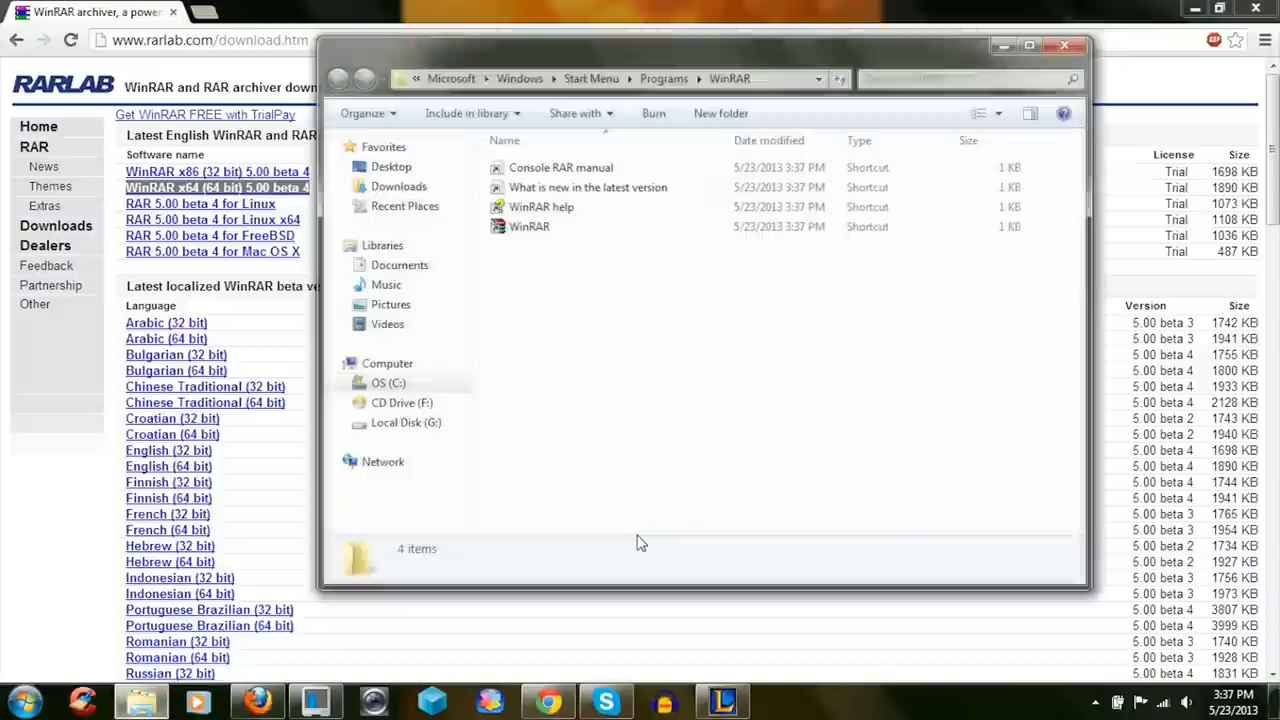 WinRAR archiver, a power
www.rarlab.com/download.htm
RARLAB
WinRAR and RAR archiver down
Get WinRAR FREE with TrialPay
Home
RAR
News
Themes
Extras
Downloads
Dealers
Feedback
Partnership
Other
Latest English WinRAR and RAR
Software name
WinRAR x86 (32 bit) 5.00 beta 4
WinRAR x64 (64 bit) 5.00 beta 4
RAR 5.00 beta 4 for Linux
RAR 5.00 beta 4 for Linux x64
RAR 5.00 beta 4 for FreeBSD
RAR 5.00 beta 4 for Mac OS X
Latest localized WinRAR beta ve
Language
Arabic (32 bit)
Arabic (64 bit)
Bulgarian (32 bit)
Bulgarian (64 bit)
Chinese Traditional (32 bit)
Chinese Traditional (64 bit)
Croatian (32 bit)
Croatian (64 bit)
English (32 bit)
English (64 bit)
Finnish (32 bit)
Finnish (64 bit)
French (32 bit)
French (64 bit)
Hebrew (32 bit)
Hebrew (64 bit)
Indonesian (32 bit)
Indonesian (64 bit)
Portuguese Brazilian (32 bit)
Portuguese Brazilian (64 bit)
Romanian (32 bit)
Romanian (64 bit)
Russian (32 bit)
« Microsoft Windows Start Menu Programs WinRAR
Organize Include in library Share with Burn New folder
Favorites
Desktop
Downloads
Recent Places
Libraries
Documents
Music
Pictures
Videos
Computer
OS (C:)
CD Drive (F:)
Local Disk (G:)
Network
Name Date modified Type Size
Console RAR manual 5/23/2013 3:37 PM Shortcut 1 KB
What is new in the latest version 5/23/2013 3:37 PM Shortcut 1 KB
WinRAR help 5/23/2013 3:37 PM Shortcut 1 KB
WinRAR 5/23/2013 3:37 PM Shortcut 1 KB
4 items
License Size
Trial 1698 KB
Trial 1890 KB
Trial 1073 KB
Trial 1108 KB
Trial 1036 KB
Trial 487 KB
Version Size
5.00 beta 3 1742 KB
5.00 beta 3 1941 KB
5.00 beta 4 1755 KB
5.00 beta 4 1800 KB
5.00 beta 4 1933 KB
5.00 beta 4 2128 KB
5.00 beta 2 1743 KB
5.00 beta 2 1940 KB
5.00 beta 4 1698 KB
5.00 beta 4 1890 KB
5.00 beta 4 1744 KB
5.00 beta 4 1941 KB
5.00 beta 3 1765 KB
5.00 beta 3 1954 KB
5.00 beta 2 1734 KB
5.00 beta 2 1927 KB
5.00 beta 3 1756 KB
5.00 beta 3 1973 KB
5.00 beta 4 3807 KB
5.00 beta 4 3999 KB
5.00 beta 3 1740 KB
5.00 beta 3 1928 KB
5.00 beta 4 1831 KB
ABP
3:37 PM
5/23/2013